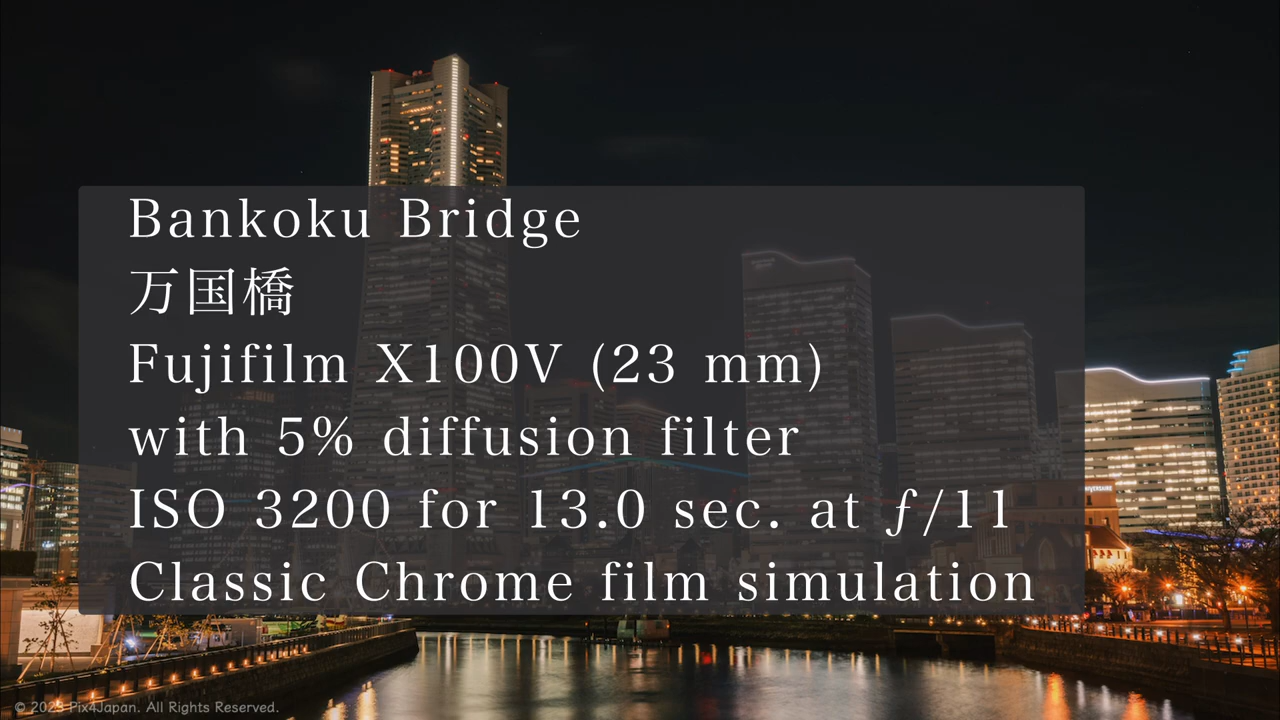 Bankoku Bridge
万国橋
Fujifilm X100V (23 mm)
with 5% diffusion filter
ISO 3200 for 13.0 sec. at ƒ/11
Classic Chrome film simulation
© 2023 Pix4Japan. All Rights Reserved.